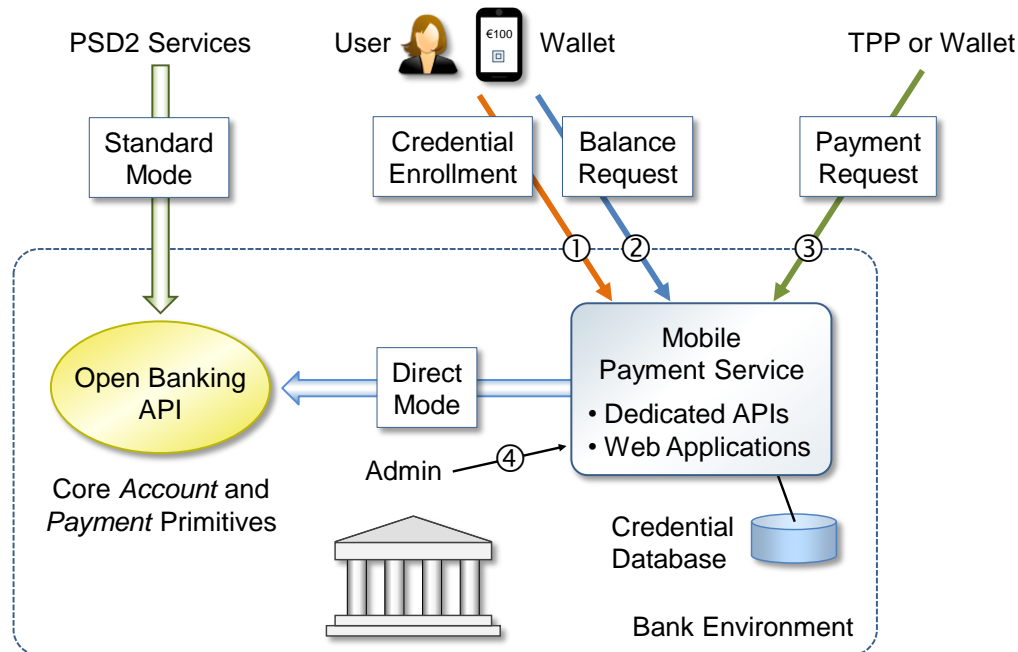 PSD2 Services
User
€100
Wallet
TPP or Wallet
Standard
Mode
Credential
Enrollment
Balance
Request
Payment
Request
①
②
③
Open Banking
API
Direct
Mode
Mobile
Payment Service
• Dedicated APIs
• Web Applications
Admin
④
Core Account and
Payment Primitives
Credential
Database
Bank Environment